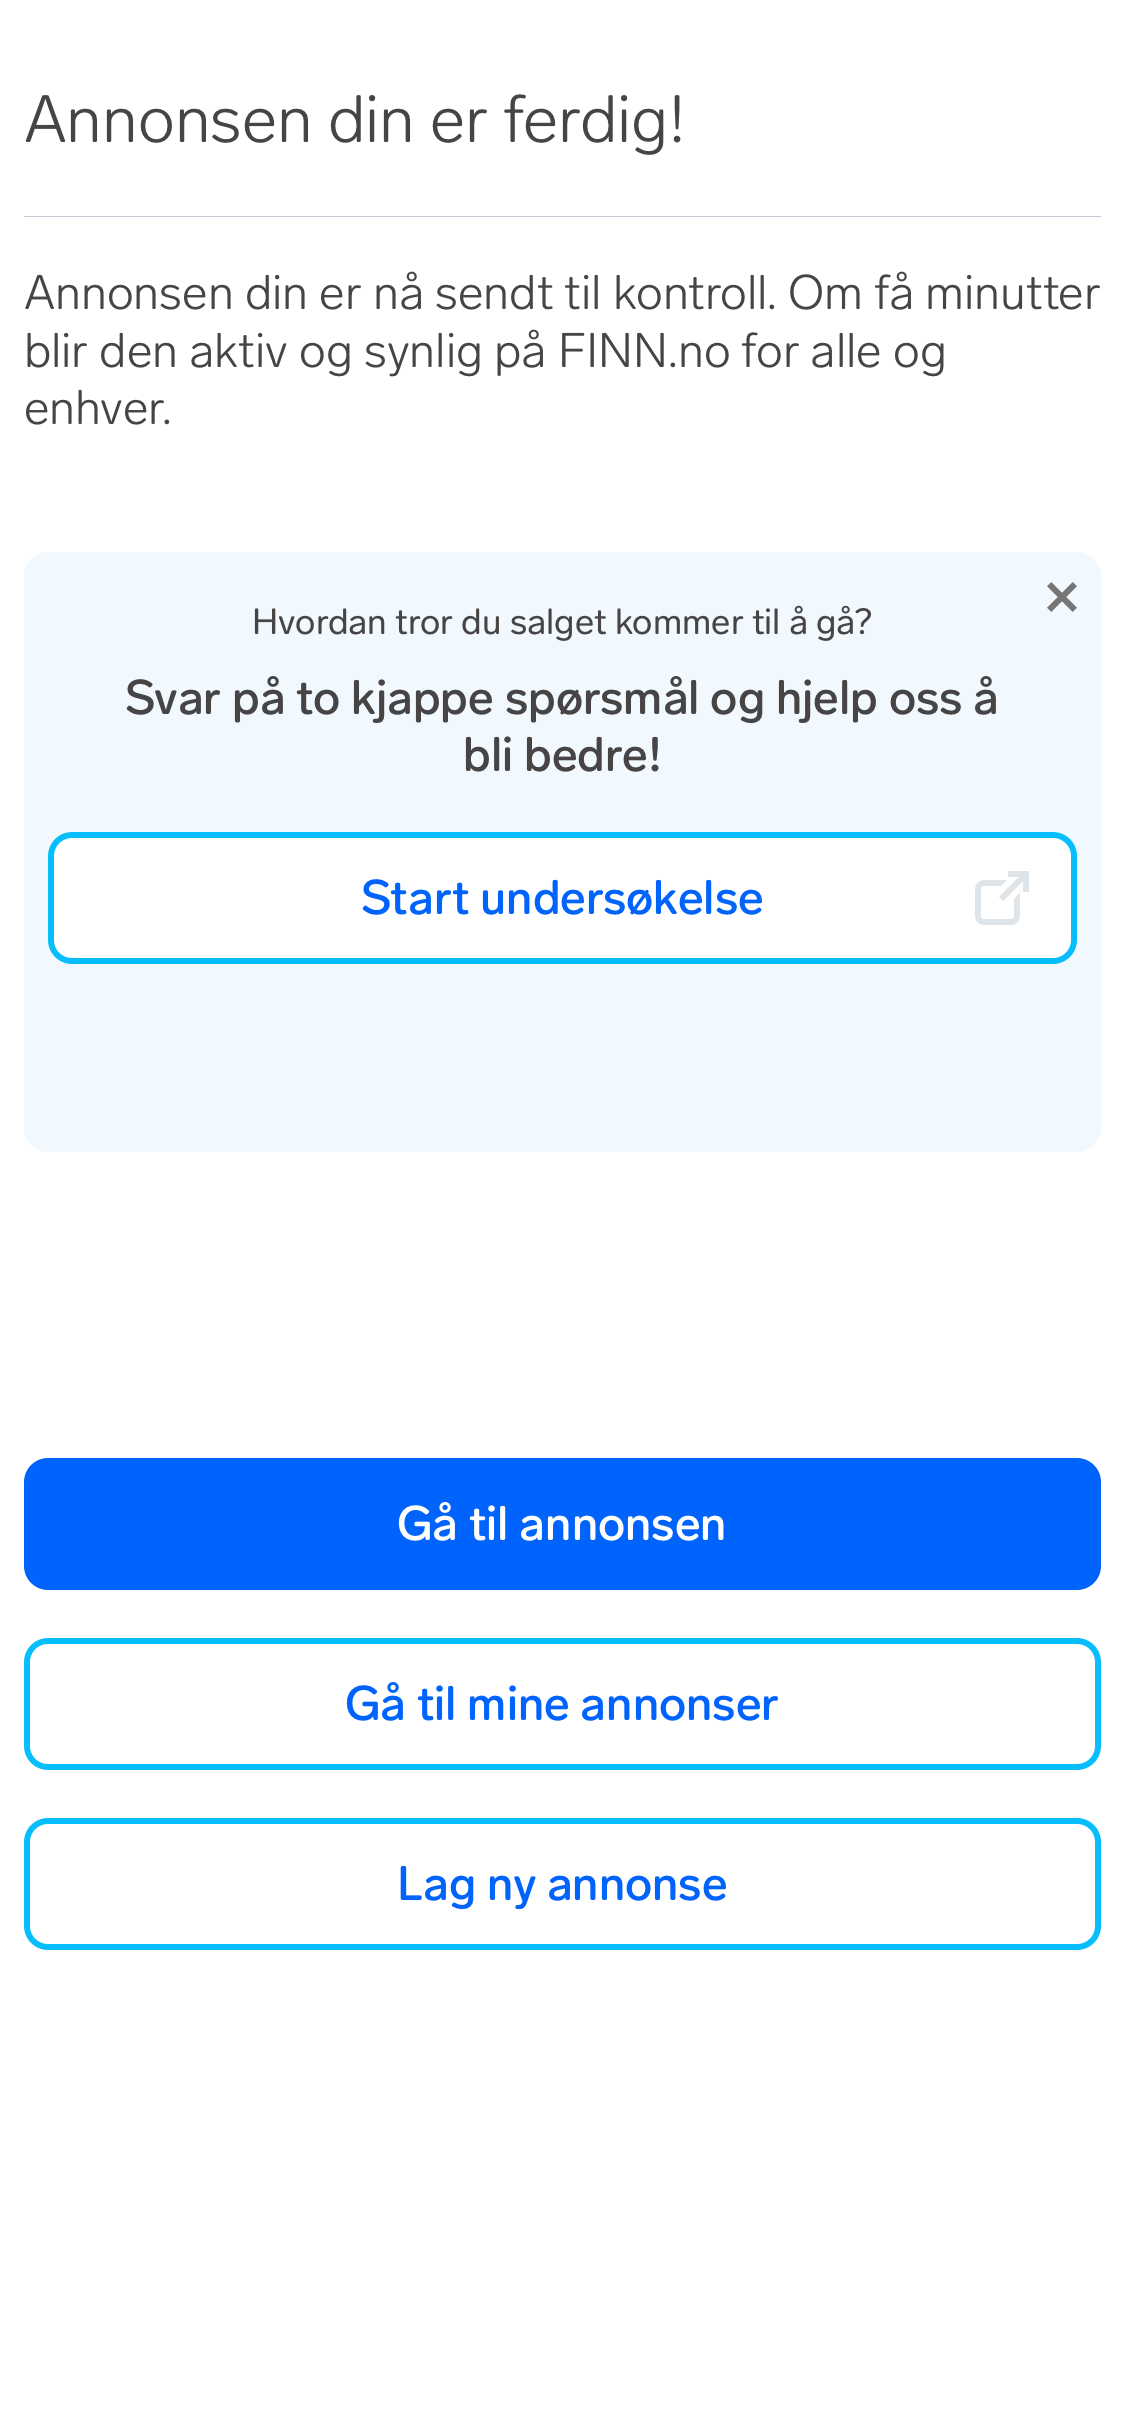 Annonsen din er ferdig!
Annonsen din er nå sendt til kontroll. Om få minutter
blir den aktiv og synlig på FINN.no for alle og
enhver.
Hvordan tror du salget kommer til å gå?
Svar på to kjappe spørsmål og hjelp oss å
bli bedre!
Start undersøkelse
Gå til annonsen
Gå til mine annonser
Lag ny annonse